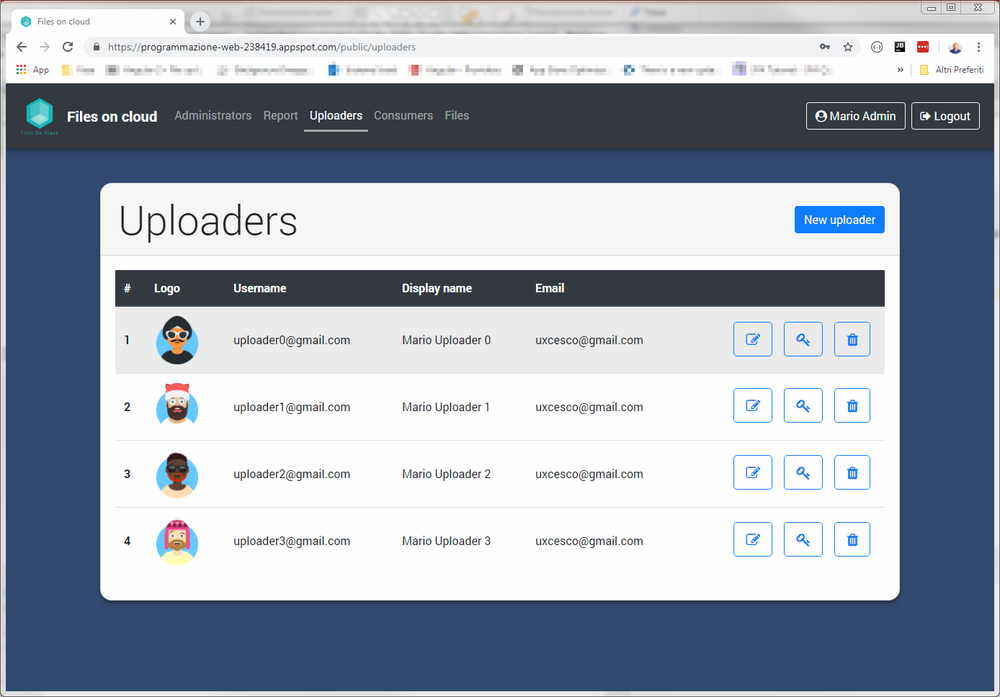 Files on cloud
https://programmazione-web-238419.appspot.com/public/uploaders
App
Altri Preferiti
Files On Cloud
Files on cloud Administrators Report Uploaders Consumers Files Mario Admin Logout
Uploaders New uploader
# Logo Username Display name Email
1 uploader0@gmail.com Mario Uploader 0 uxcesco@gmail.com
2 uploader1@gmail.com Mario Uploader 1 uxcesco@gmail.com
3 uploader2@gmail.com Mario Uploader 2 uxcesco@gmail.com
4 uploader3@gmail.com Mario Uploader 3 uxcesco@gmail.com